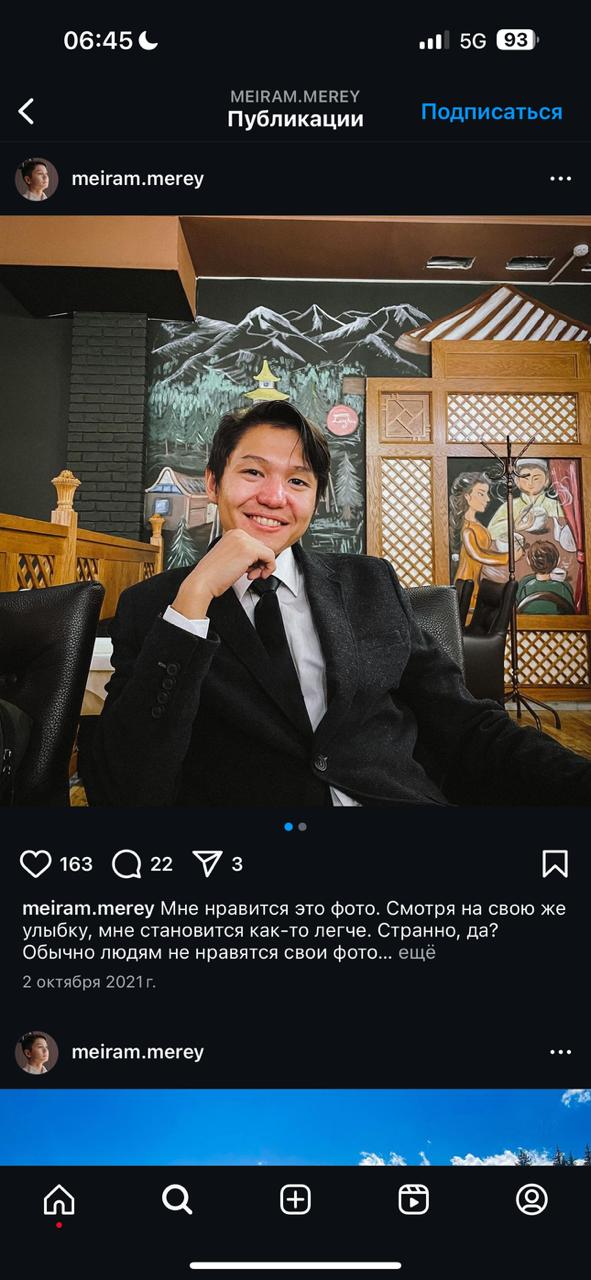 06:45
5G 93
MEIRAM.MEREY
Публикации
Подписаться
meiram.merey
163 22 3
meiram.merey Мне нравится это фото. Смотря на свою же
улыбку, мне становится как-то легче. Странно, да?
Обычно людям не нравятся свои фото... ещё
2 октября 2021 г.
meiram.merey